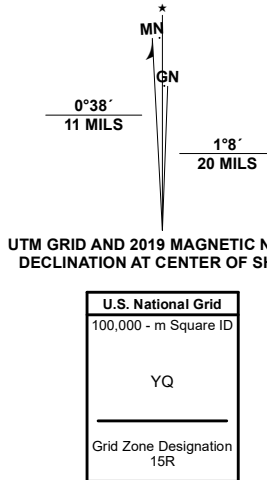 ★
MN
GN
0°38´
11 MILS
1°8´
20 MILS
UTM GRID AND 2019 MAGNETIC N
DECLINATION AT CENTER OF SH
U.S. National Grid
100,000 - m Square ID
YQ
Grid Zone Designation
15R